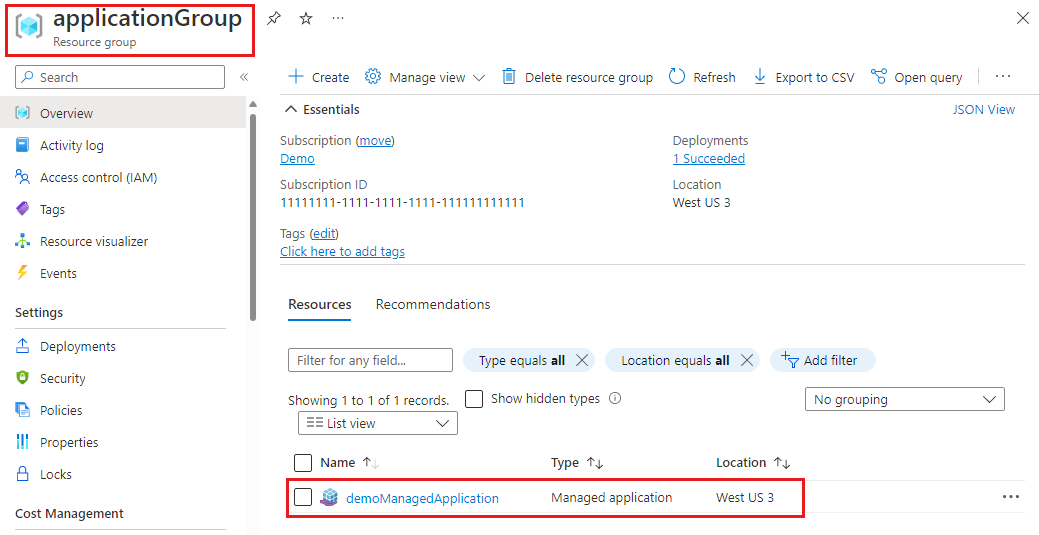 applicationGroup
Resource group
Search
Overview
Activity log
Access control (IAM)
Tags
Resource visualizer
Events
Settings
Deployments
Security
Policies
Properties
Locks
Cost Management
Create Manage view Delete resource group Refresh Export to CSV Open query
Essentials JSON View
Subscription (move)
Demo
Subscription ID
11111111-1111-1111-1111-111111111111
Deployments
1 Succeeded
Location
West US 3
Tags (edit)
Click here to add tags
Resources Recommendations
Filter for any field... Type equals all Location equals all Add filter
Showing 1 to 1 of 1 records. Show hidden types No grouping
List view
Name Type Location
demoManagedApplication Managed application West US 3